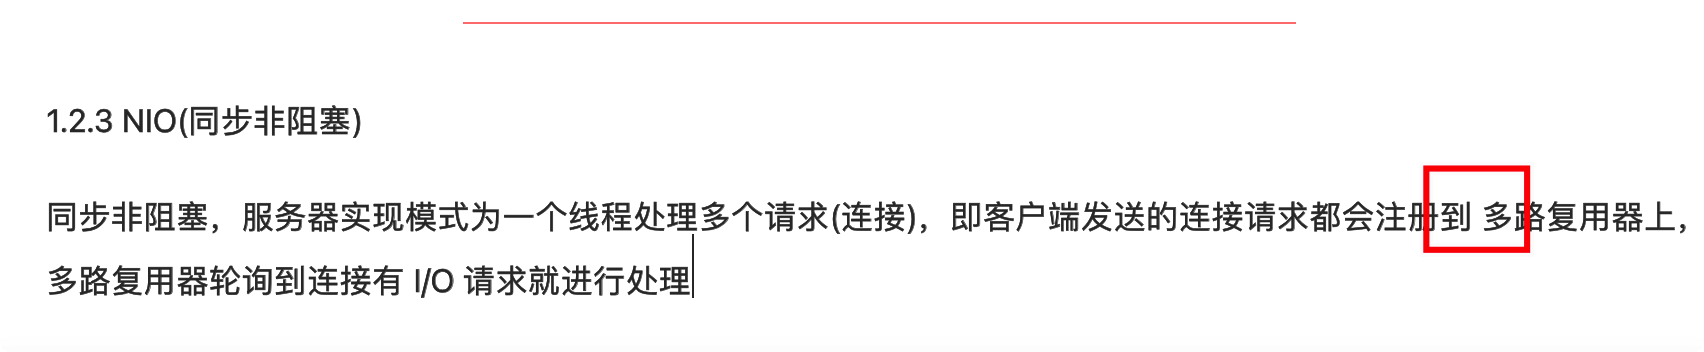 1.2.3 NIO(同步非阻塞)
同步非阻塞，服务器实现模式为一个线程处理多个请求(连接)，即客户端发送的连接请求都会注册到 多路复用器上，
多路复用器轮询到连接有 I/O 请求就进行处理